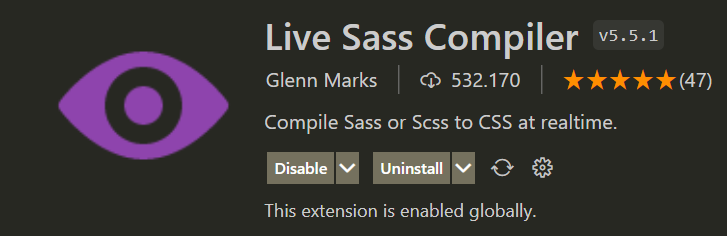 Live Sass Compiler v5.5.1
Glenn Marks 532.170 (47)
Compile Sass or Scss to CSS at realtime.
Disable Uninstall
This extension is enabled globally.